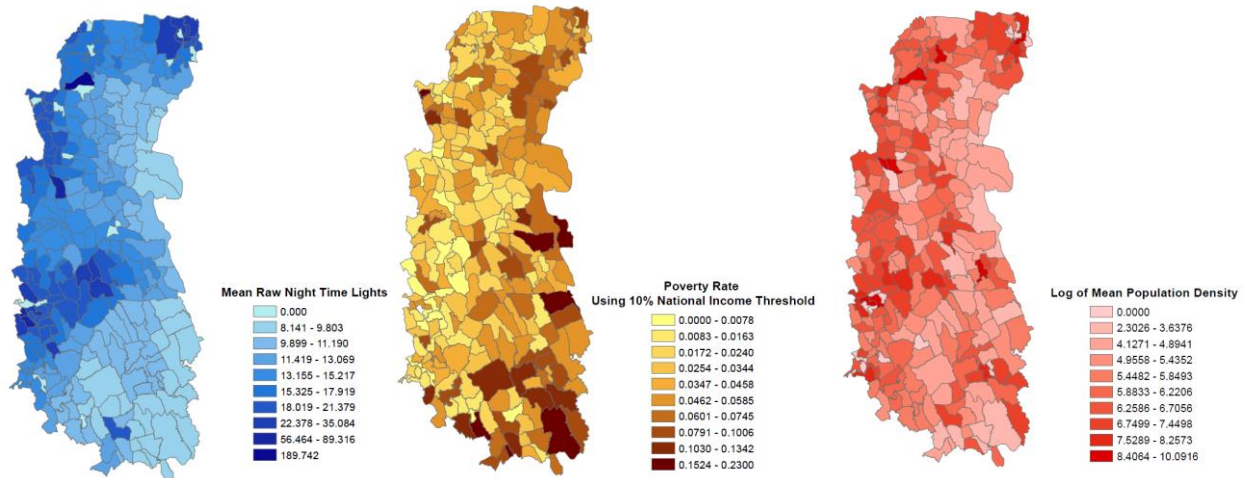 Mean Raw Night Time Lights
0.000
8.141 - 9.803
9.899 - 11.190
11.419 - 13.069
13.155 - 15.217
15.325 - 17.919
18.019 - 21.379
22.378 - 35.084
56.464 - 89.316
189.742
Poverty Rate
Using 10% National Income Threshold
0.0000 - 0.0078
0.0083 - 0.0163
0.0172 - 0.0240
0.0254 - 0.0344
0.0347 - 0.0458
0.0462 - 0.0585
0.0601 - 0.0745
0.0791 - 0.1006
0.1030 - 0.1342
0.1524 - 0.2300
Log of Mean Population Density
0.0000
2.3026 - 3.6376
4.1271 - 4.8941
4.9558 - 5.4352
5.4482 - 5.8493
5.8833 - 6.2206
6.2586 - 6.7056
6.7499 - 7.4498
7.5289 - 8.2573
8.4064 - 10.0916